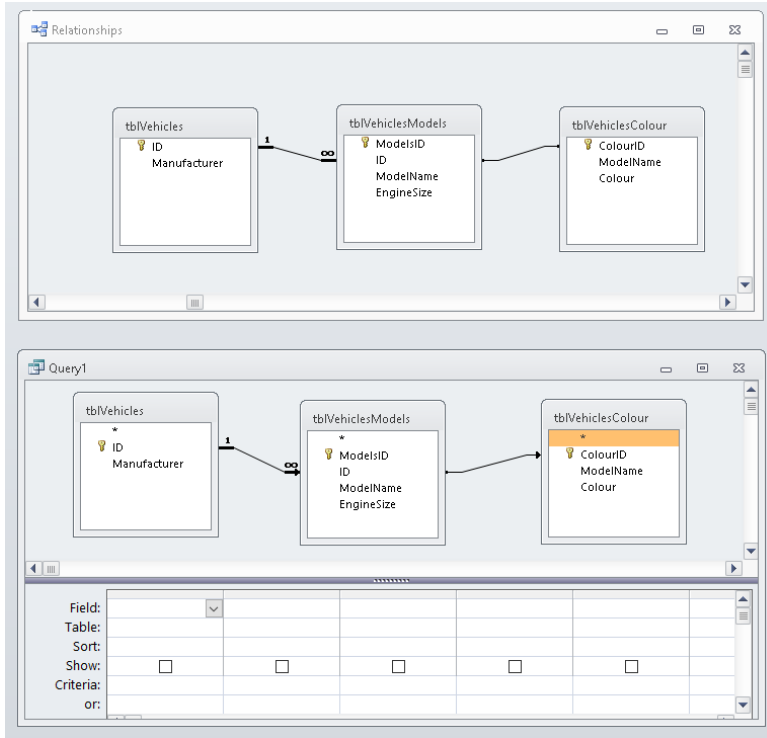 Relationships
tblVehicles
ID
Manufacturer
1
∞
tblVehiclesModels
ModelsID
ID
ModelName
EngineSize
tblVehiclesColour
ColourID
ModelName
Colour
Query1
tblVehicles
*
ID
Manufacturer
1
∞
tblVehiclesModels
*
ModelsID
ID
ModelName
EngineSize
tblVehiclesColour
*
ColourID
ModelName
Colour
Field:
Table:
Sort:
Show:
Criteria:
or: